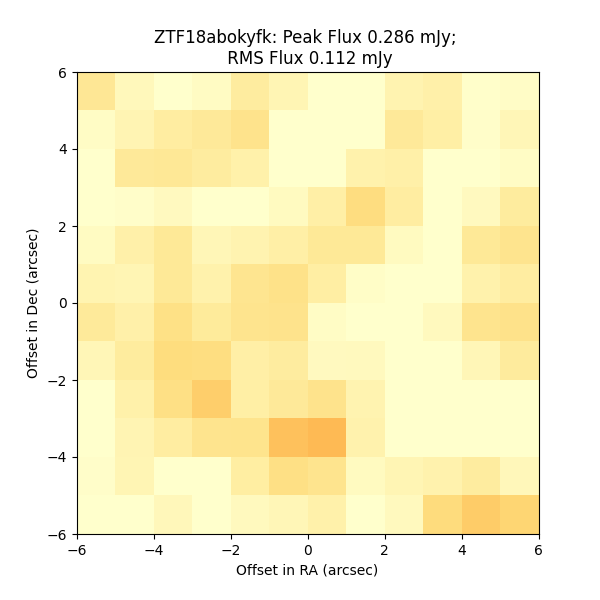 ZTF18abokyfk: Peak Flux 0.286 mJy;
RMS Flux 0.112 mJy
6
4
2
0
−2
−4
−6
Offset in Dec (arcsec)
−6 −4 −2 0 2 4 6
Offset in RA (arcsec)